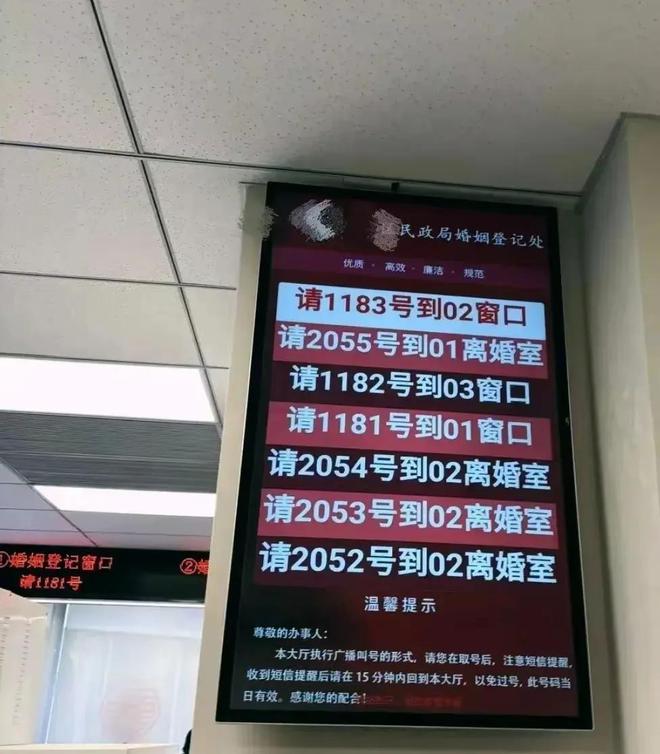 民政局婚姻登记处
优质 · 高效 · 廉洁 · 规范
请1183号到02窗口
请2055号到01离婚室
请1182号到03窗口
请1181号到01窗口
请2054号到02离婚室
请2053号到02离婚室
请2052号到02离婚室
温馨提示
尊敬的办事人：
本大厅执行广播叫号的形式，请您在取号后，注意短信提醒，
收到短信提醒后请在15分钟内回到本大厅，以免过号，此号码当
日有效。感谢您的配合！
①婚姻登记窗口
请1181号
②婚